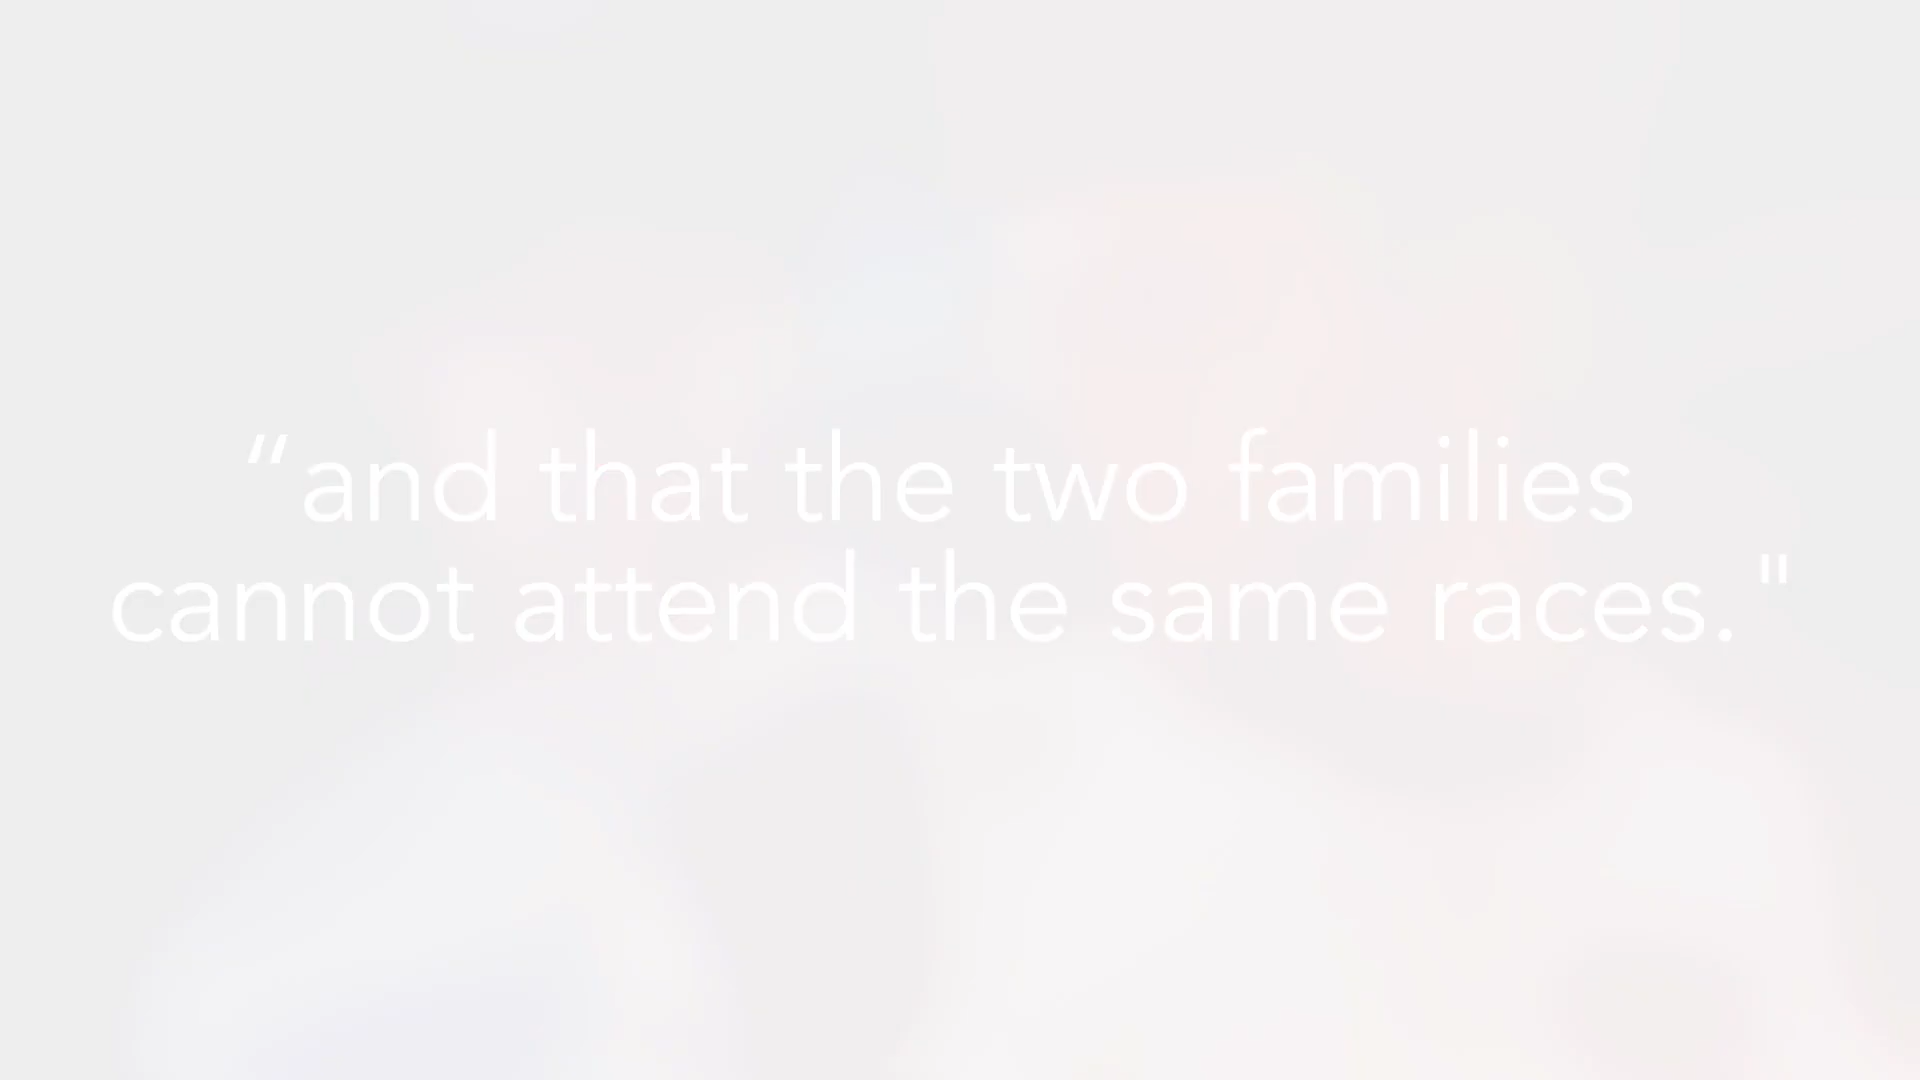 “and that the two families
cannot attend the same races."